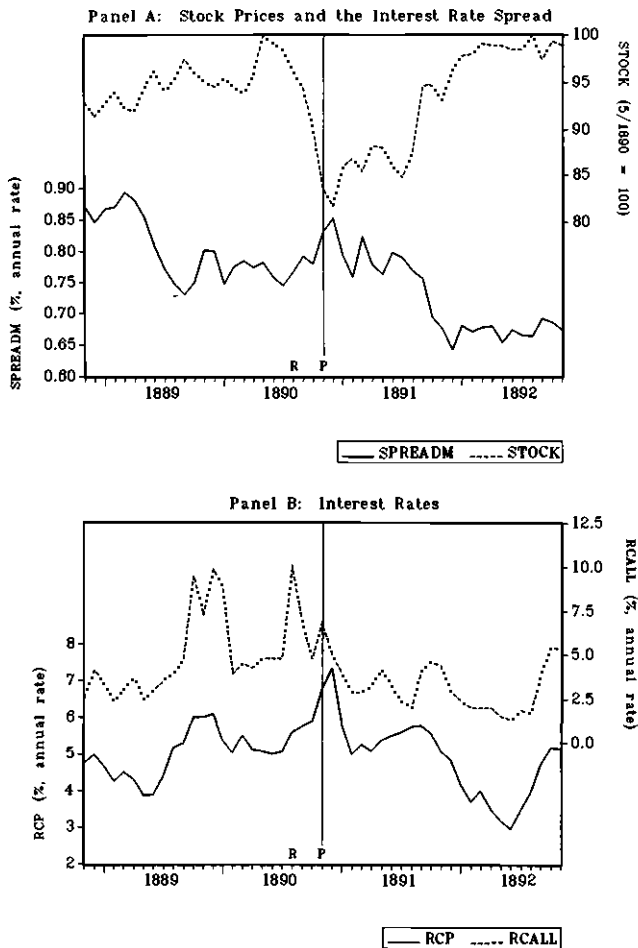 Panel A: Stock Prices and the Interest Rate Spread
SPREADM (%, annual rate)
0.90
0.85
0.80
0.75
0.70
0.65
0.60
100
95
90
85
80
STOCK (5/1890 = 100)
R P
1889 1890 1891 1892
SPREADM STOCK
Panel B: Interest Rates
RCP (%, annual rate)
8
7
6
5
4
3
2
12.5
10.0
7.5
5.0
2.5
0.0
RCALL (%, annual rate)
R P
1889 1890 1891 1892
RCP RCALL